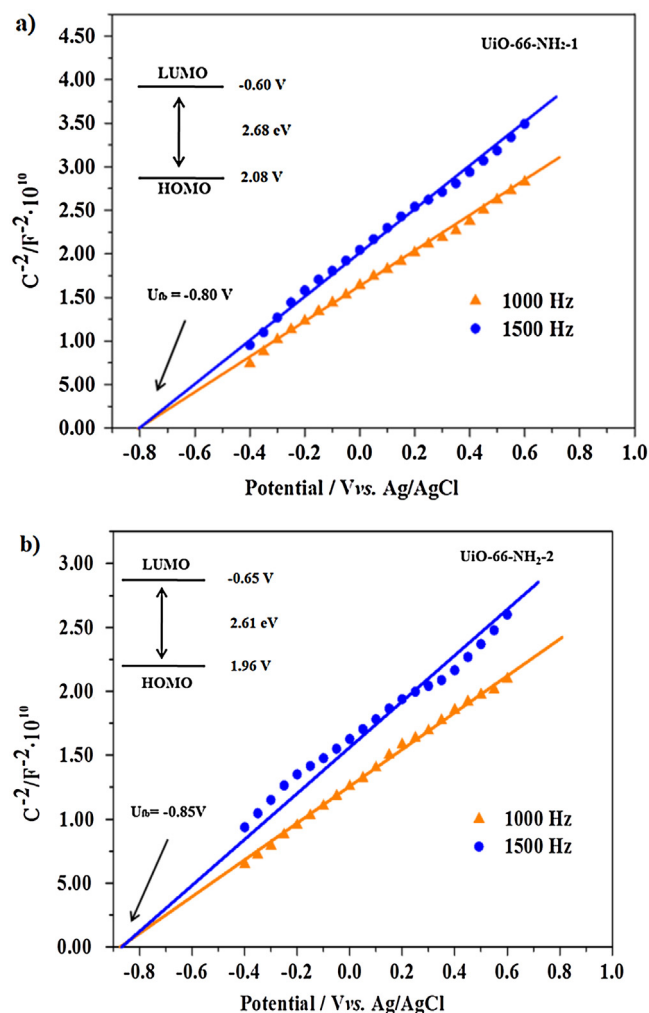 a)
UiO-66-NH₂-1
4.50
4.00
3.50
3.00
2.50
2.00
1.50
1.00
5.00
0.00
C⁻²/F⁻²·10¹⁰
LUMO
-0.60 V
2.68 eV
2.08 V
HOMO
U_fb = -0.80 V
1000 Hz
1500 Hz
-0.8 -0.6 -0.4 -0.2 0.0 0.2 0.4 0.6 0.8 1.0
Potential / Vvs. Ag/AgCl
b)
UiO-66-NH₂-2
3.00
2.50
2.00
1.50
1.00
5.00
0.00
C⁻²/F⁻²·10¹⁰
LUMO
-0.65 V
2.61 eV
1.96 V
HOMO
U_fb = -0.85V
1000 Hz
1500 Hz
-0.8 -0.6 -0.4 -0.2 0.0 0.2 0.4 0.6 0.8 1.0
Potential / Vvs. Ag/AgCl